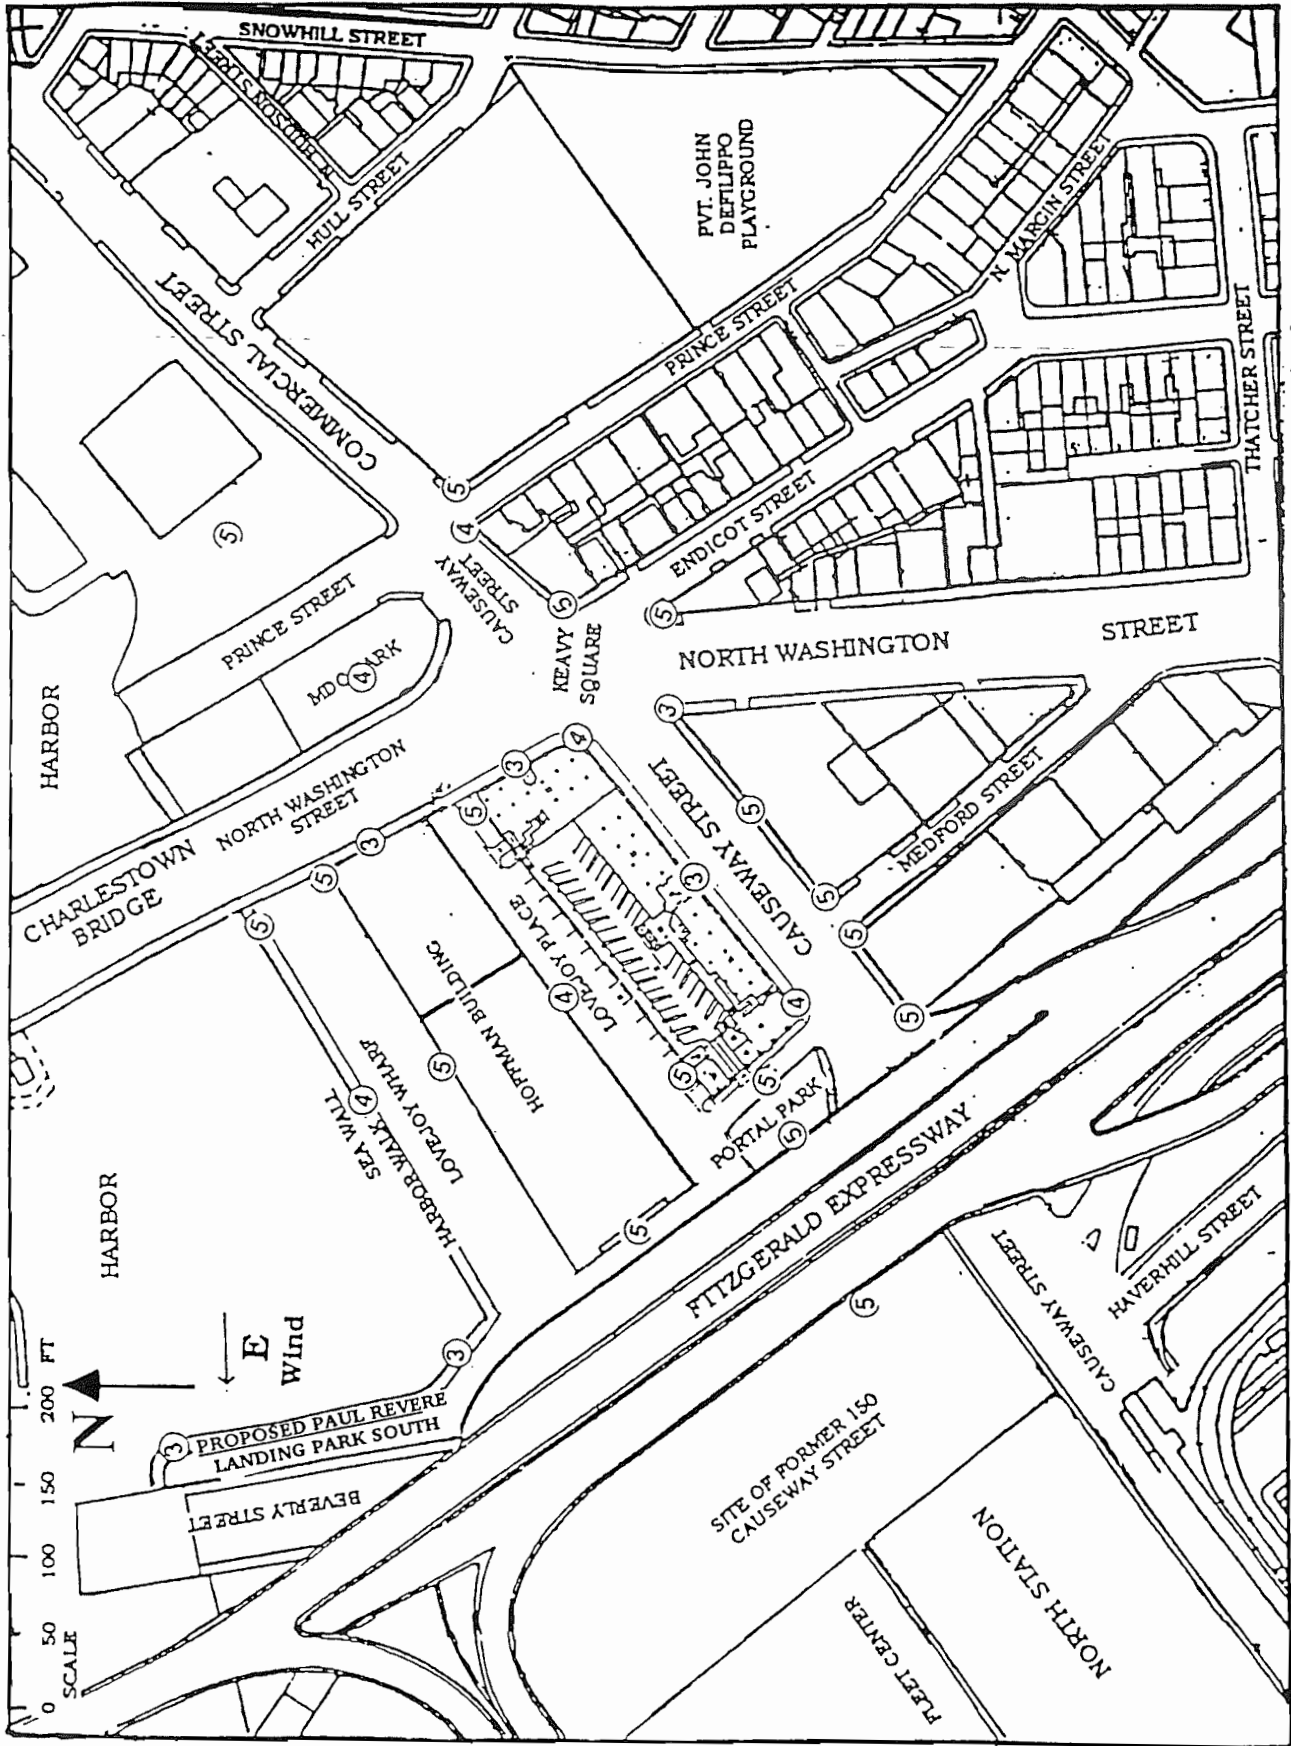 SNOWHILL STREET
N. HUDSON STREET
HULL STREET
PVT. JOHN
DEFILIPPO
PLAYGROUND
COMMERCIAL STREET
N. MARGIN STREET
PRINCE STREET
THATCHER STREET
5
5
4
CAUSEWAY
STREET
ENDICOT STREET
PRINCE STREET
5
5
KEAVY
SQUARE
NORTH WASHINGTON
STREET
MDC PARK
4
HARBOR
3
4
3
NORTH WASHINGTON
STREET
CHARLESTOWN
BRIDGE
5
3
5
5
CAUSEWAY STREET
5
MEDFORD STREET
3
5
5
LOVEJOY PLACE
4
4
HOFFMAN BUILDING
5
LOVEJOY WHARF
4
HARBOR WALK
SEA WALL
5
5
5
PORTAL PARK
5
5
HARBOR
FITZGERALD EXPRESSWAY
HAVERHILL STREET
CAUSEWAY STREET
5
E
Wind
3
N
PROPOSED PAUL REVERE
LANDING PARK SOUTH
3
BEVERLY STREET
SITE OF FORMER 150
CAUSEWAY STREET
NORTH STATION
FLEET CENTER
0 50 100 150 200 FT
SCALE